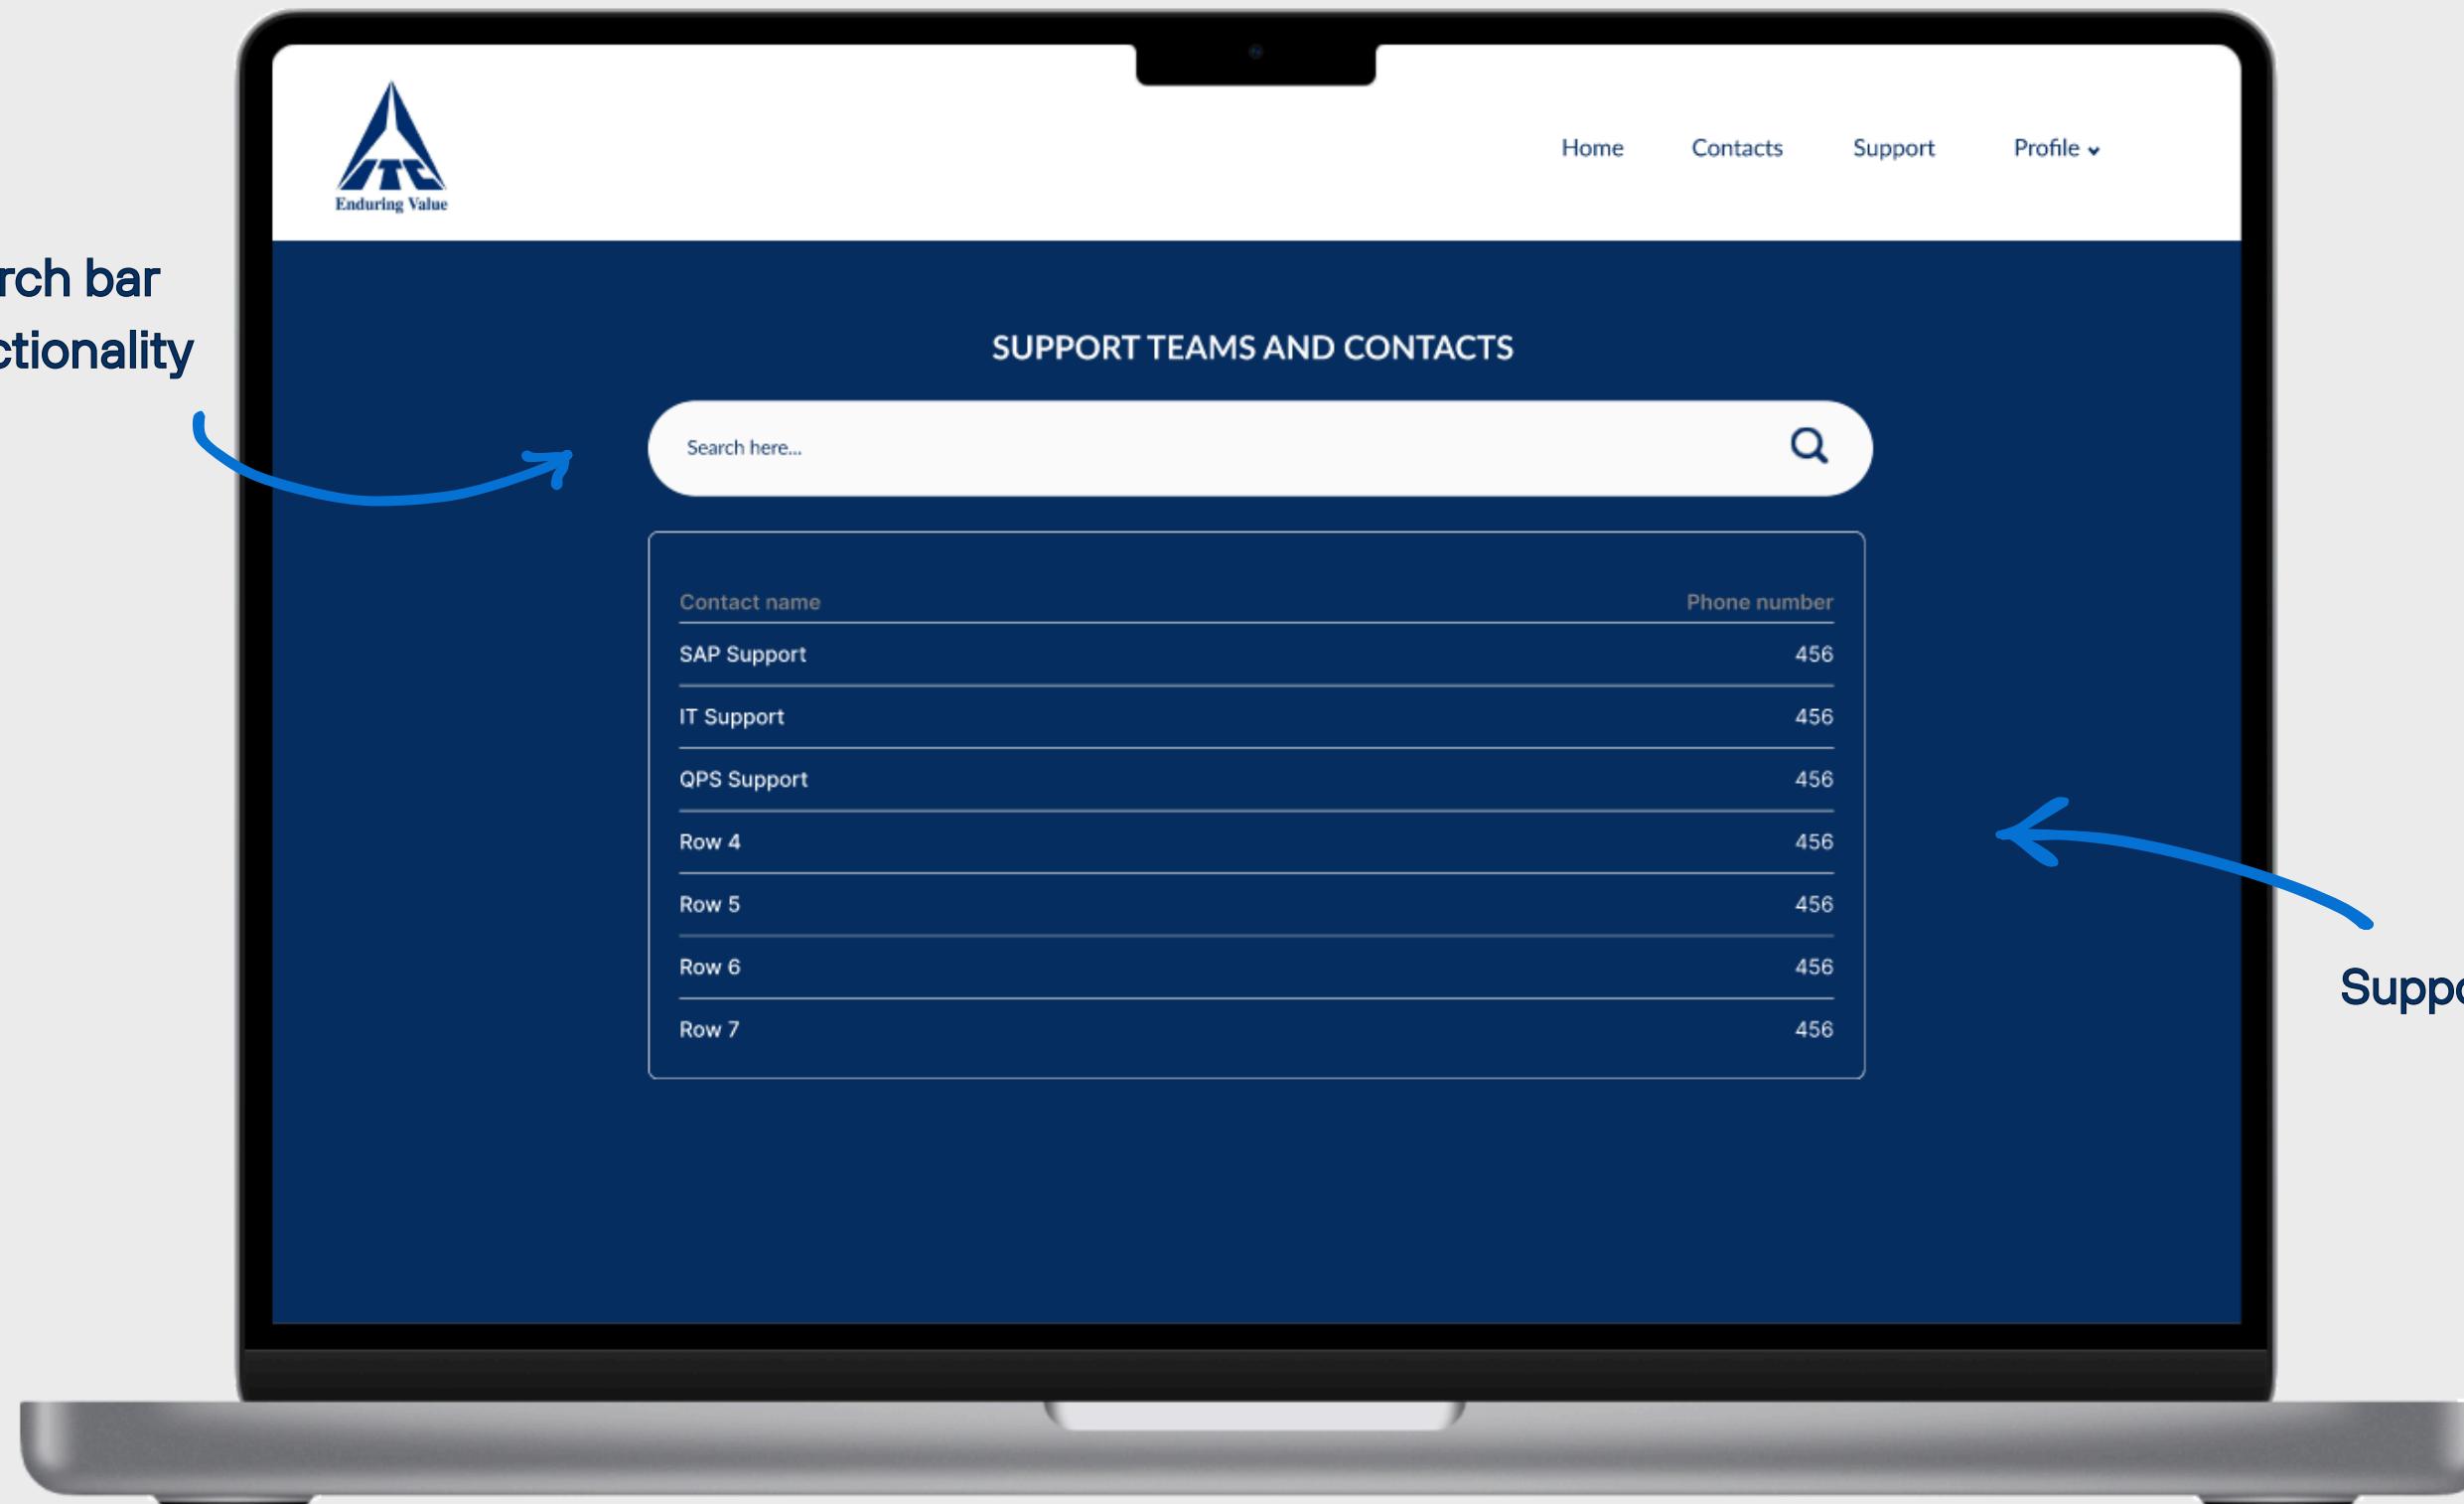 ITC
Enduring Value
Home Contacts Support Profile
rch bar
ctionality
SUPPORT TEAMS AND CONTACTS
Search here...
Contact name Phone number
SAP Support 456
IT Support 456
QPS Support 456
Row 4 456
Row 5 456
Row 6 456
Row 7 456
Suppo